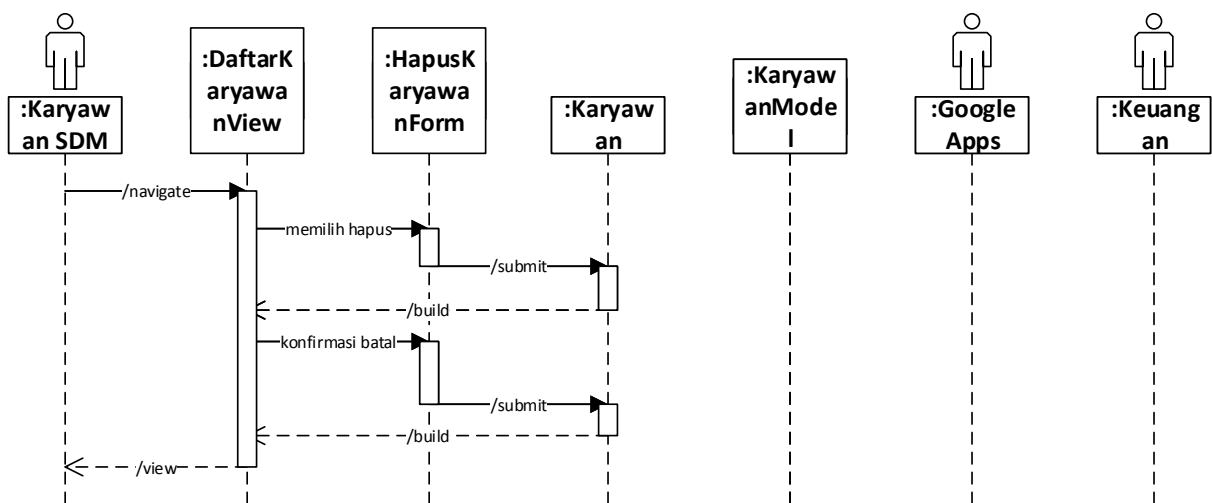 :Karyaw
an SDM
:DaftarK
aryawa
nView
:HapusK
aryawa
nForm
:Karyaw
an
:Karyaw
anMode
l
:Google
Apps
:Keuang
an
/navigate
memilih hapus
/submit
/build
konfirmasi batal
/submit
/build
/view